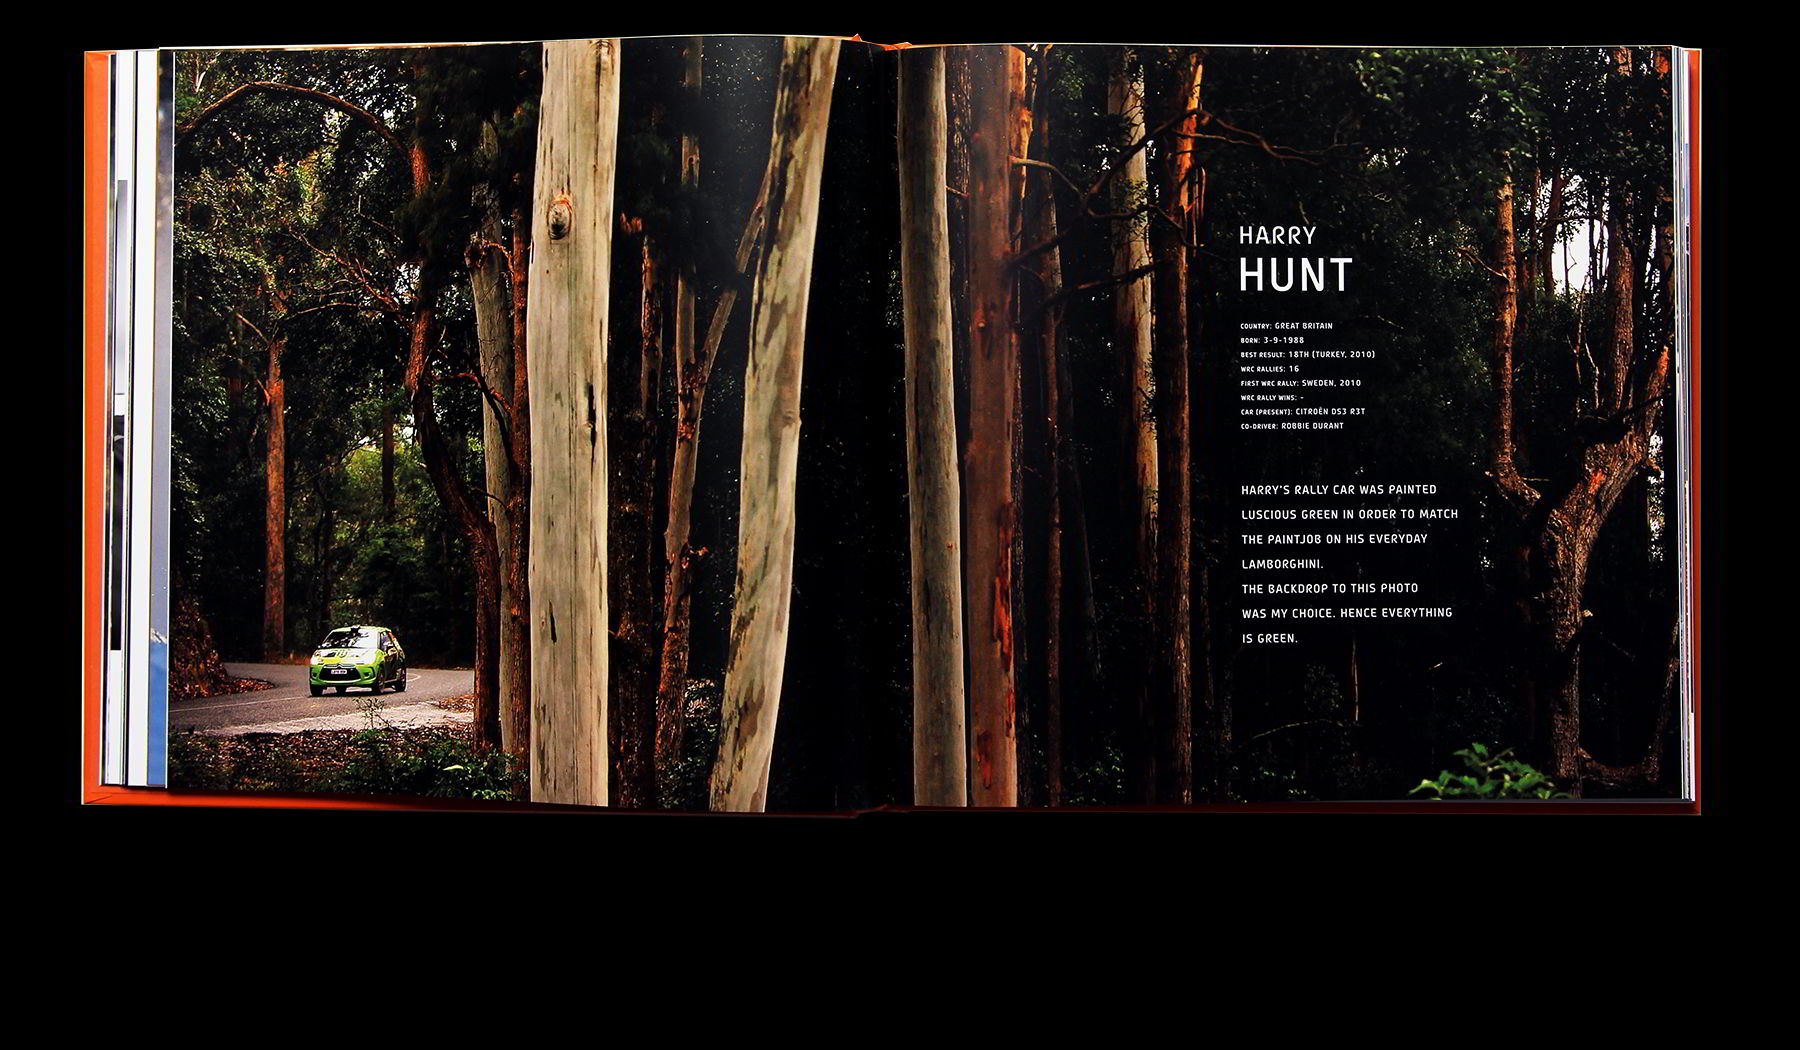 HARRY
HUNT
COUNTRY: GREAT BRITAIN
BORN: 3-9-1988
BEST RESULT: 18TH (TURKEY, 2010)
WRC RALLIES: 16
FIRST WRC RALLY: SWEDEN, 2010
WRC RALLY WINS: -
CAR (PRESENT): CITROËN DS3 R3T
CO-DRIVER: ROBBIE DURANT
HARRY'S RALLY CAR WAS PAINTED
LUSCIOUS GREEN IN ORDER TO MATCH
THE PAINTJOB ON HIS EVERYDAY
LAMBORGHINI.
THE BACKDROP TO THIS PHOTO
WAS MY CHOICE. HENCE EVERYTHING
IS GREEN.